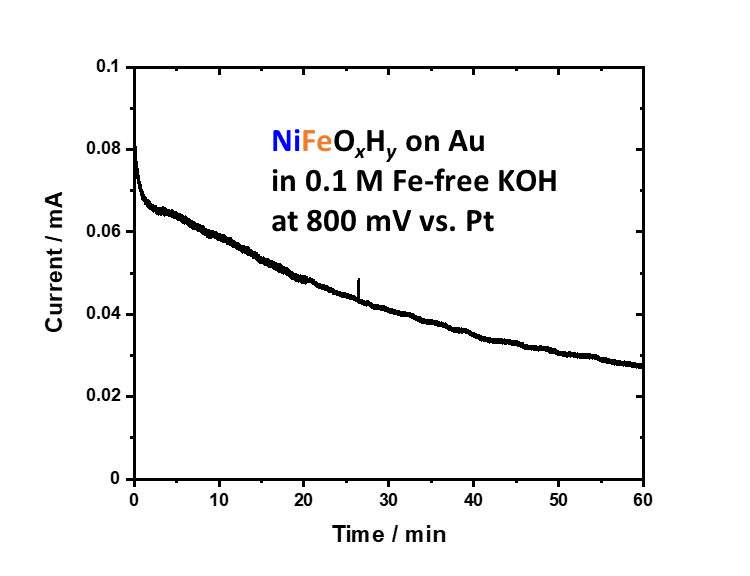 0.1
NiFeOxHy on Au
0.08
in 0.1 M Fe-free KOH
at 800 mV vs. Pt
0.06
Current / mA
0.04
0.02
0
0 10 20 30 40 50 60
Time / min